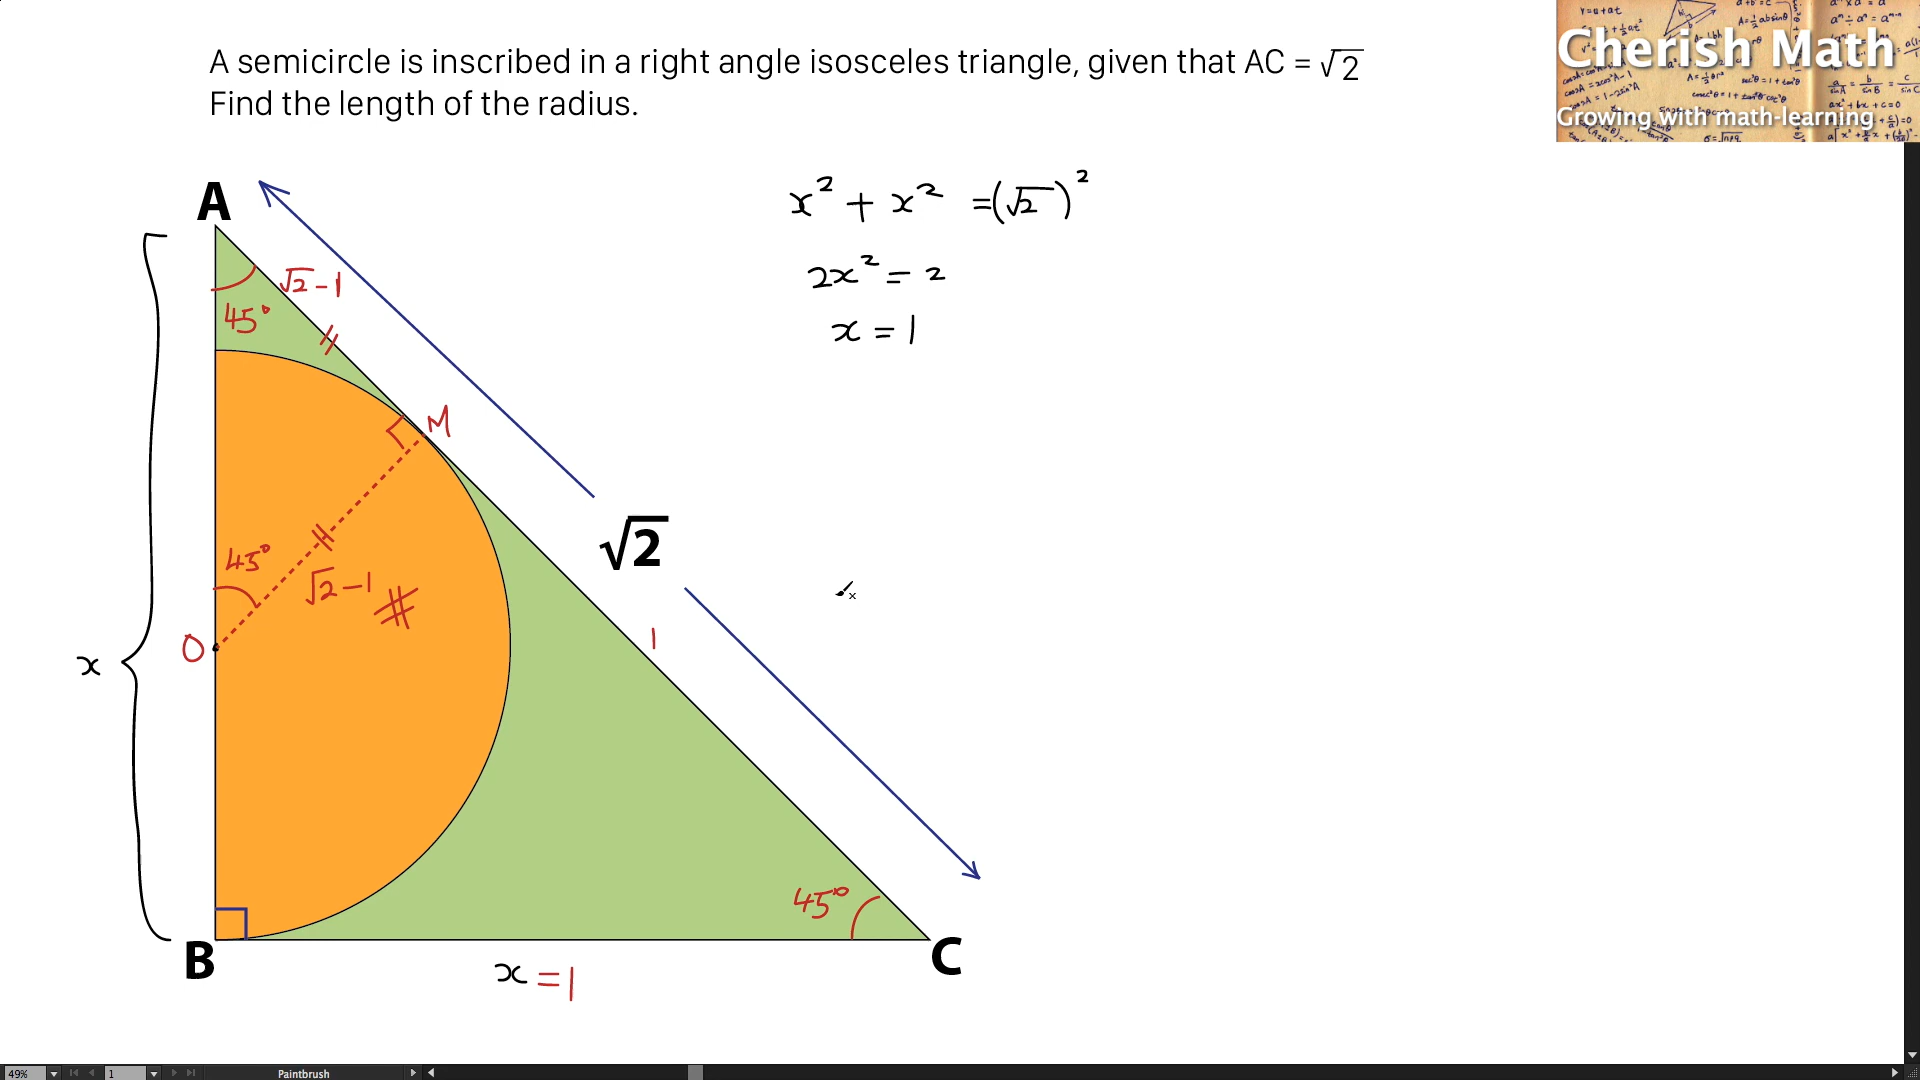 A semicircle is inscribed in a right angle isosceles triangle, given that AC = √2
Find the length of the radius.
Cherish Math
Growing with math-learning
x² + x² = (√2)²
2x² = 2
x = 1
A
√2 - 1
45°
M
√2
45°
√2 - 1
O
1
x
45°
B
C
x = 1
49%
1
Paintbrush